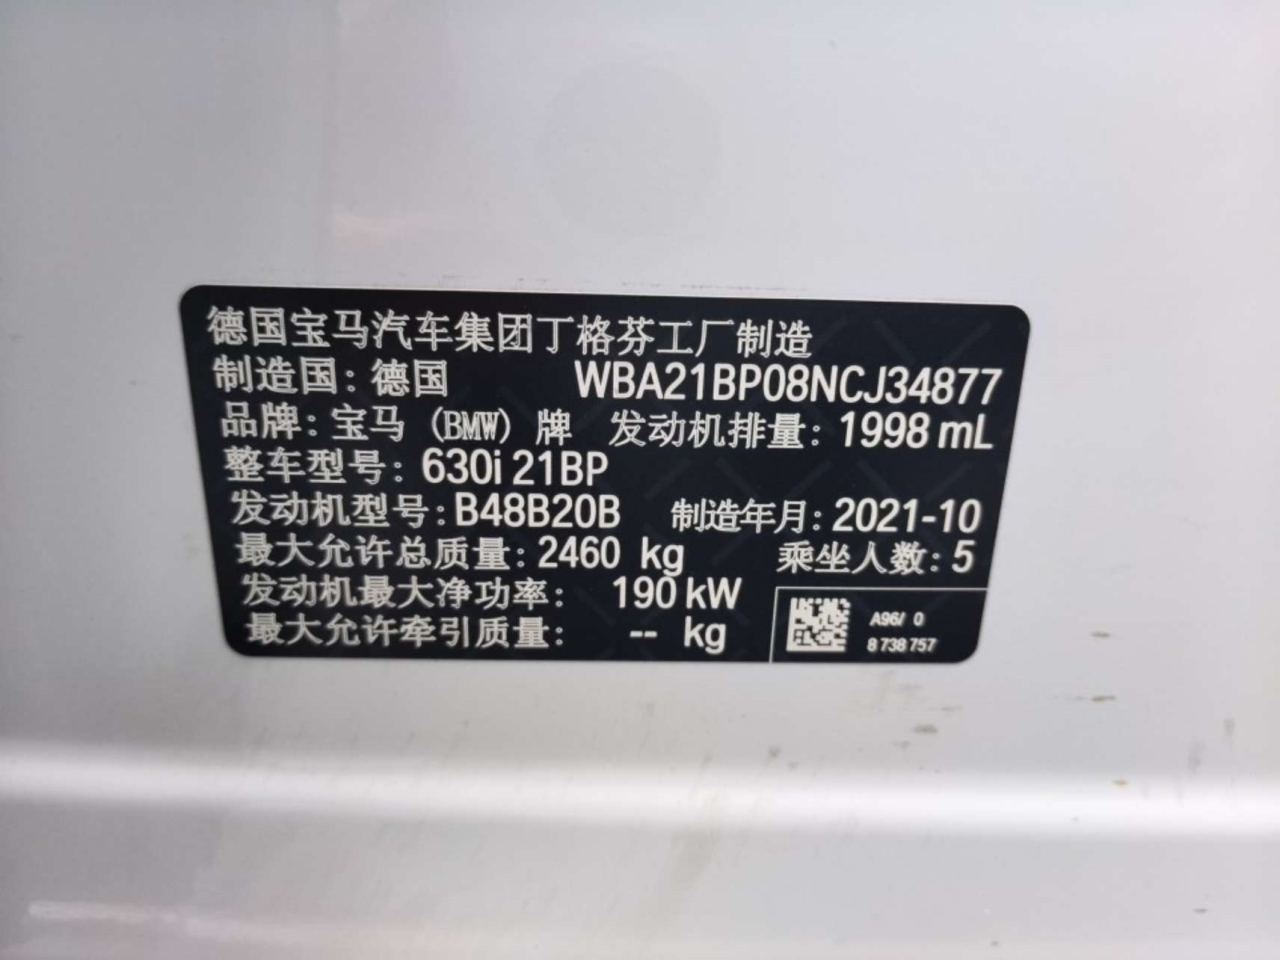 德国宝马汽车集团丁格芬工厂制造
制造国：德国 WBA21BP08NCJ34877
品牌：宝马（BMW）牌 发动机排量：1998 mL
整车型号：630i 21BP
发动机型号：B48B20B 制造年月：2021-10
最大允许总质量：2460 kg 乘坐人数：5
发动机最大净功率： 190 kW
最大允许牵引质量： -- kg
A96/ 0
8 738 757